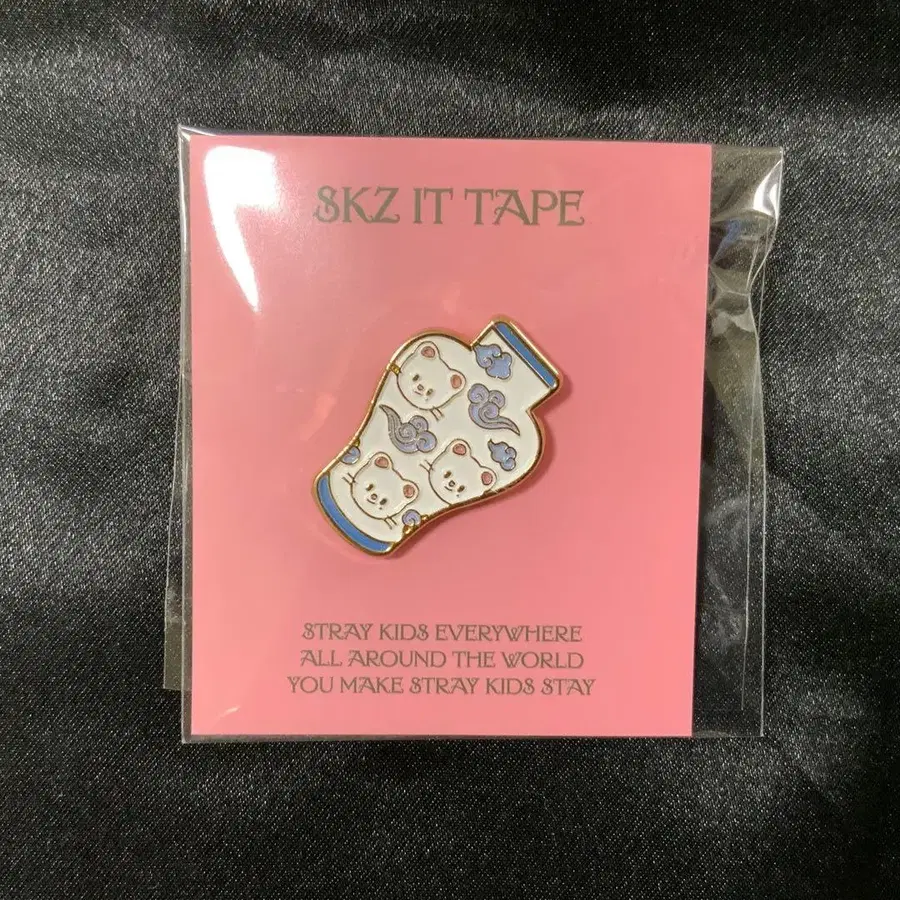 SKZ IT TAPE
STRAY KIDS EVERYWHERE
ALL AROUND THE WORLD
YOU MAKE STRAY KIDS STAY